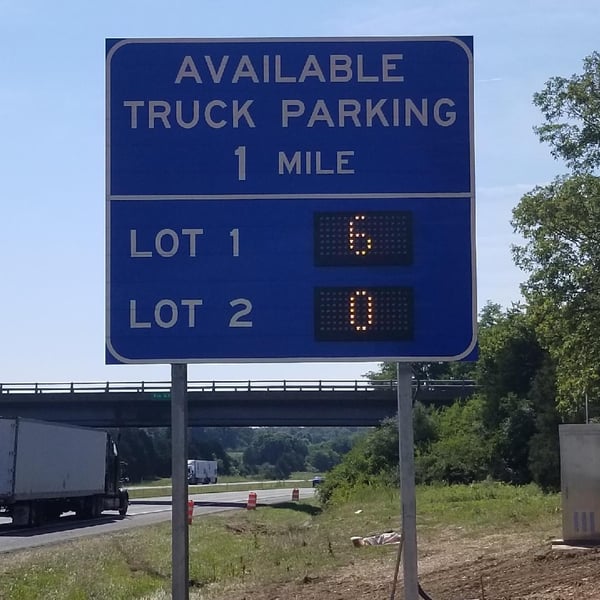 AVAILABLE
TRUCK PARKING
1 MILE
LOT 1 6
LOT 2 0